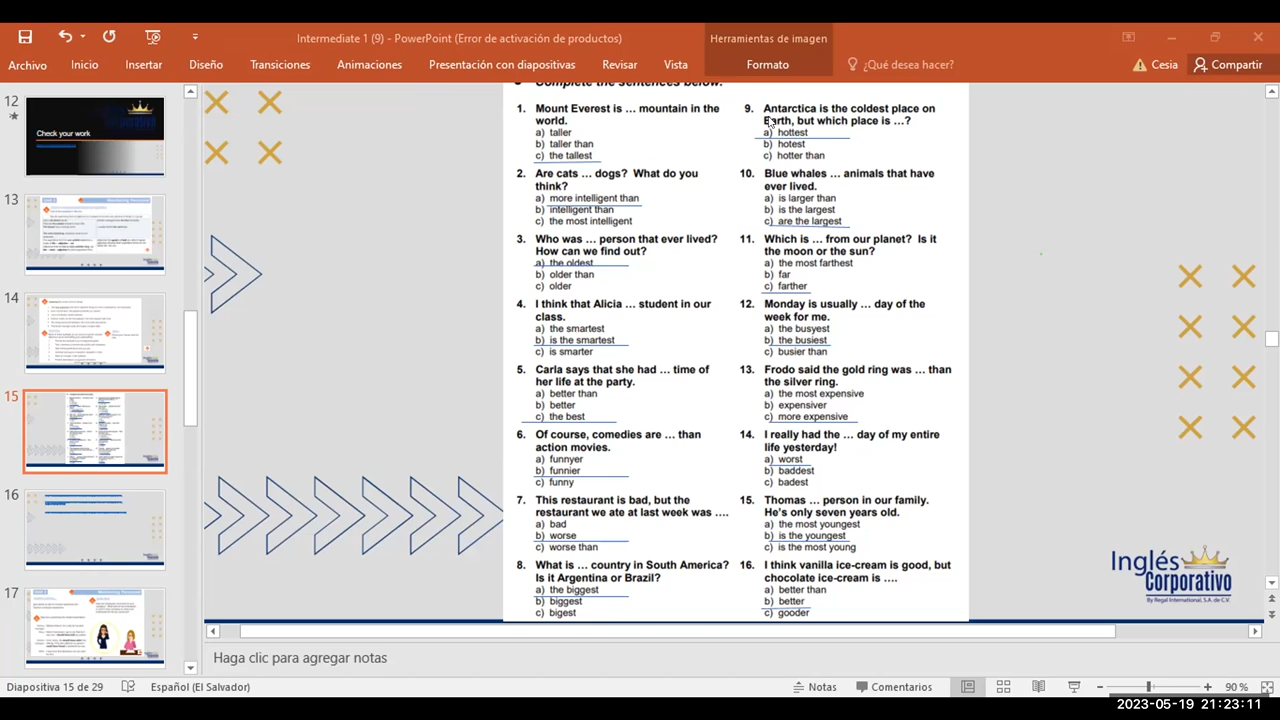 Intermediate 1 (9) - PowerPoint (Error de activación de productos)
Herramientas de imagen
Archivo
Inicio
Insertar
Diseño
Transiciones
Animaciones
Presentación con diapositivas
Revisar
Vista
Formato
¿Qué desea hacer?
Cesia
Compartir
12
Check your work
13
14
15
16
17
Complete the sentences below.
1. Mount Everest is … mountain in the
world.
a) taller
b) taller than
c) the tallest
2. Are cats … dogs? What do you
think?
a) more intelligent than
b) intelligent than
c) the most intelligent
3. Who was … person that ever lived?
How can we find out?
a) the oldest
b) older than
c) older
4. I think that Alicia … student in our
class.
a) the smartest
b) is the smartest
c) is smarter
5. Carla says that she had … time of
her life at the party.
a) better than
b) better
c) the best
6. Of course, comedies are … than
action movies.
a) funnyer
b) funnier
c) funny
7. This restaurant is bad, but the
restaurant we ate at last week was ….
a) bad
b) worse
c) worse than
8. What is … country in South America?
Is it Argentina or Brazil?
a) the biggest
b) biggest
c) bigest
9. Antarctica is the coldest place on
Earth, but which place is …?
a) hottest
b) hotest
c) hotter than
10. Blue whales … animals that have
ever lived.
a) is larger than
b) is the largest
c) are the largest
11. Which is … from our planet? Is it
the moon or the sun?
a) the most farthest
b) far
c) farther
12. Monday is usually … day of the
week for me.
a) the busyest
b) the busiest
c) busier than
13. Frodo said the gold ring was … than
the silver ring.
a) the most expensive
b) expensiver
c) more expensive
14. I really had the … day of my entire
life yesterday!
a) worst
b) baddest
c) badest
15. Thomas … person in our family.
He's only seven years old.
a) the most youngest
b) is the youngest
c) is the most young
16. I think vanilla ice-cream is good, but
chocolate ice-cream is ….
a) better than
b) better
c) gooder
Inglés
Corporativo
By Regal International, S.A. de C.V.
Haga clic para agregar notas
Diapositiva 15 de 29
Español (El Salvador)
Notas
Comentarios
90 %
2023-05-19 21:23:11